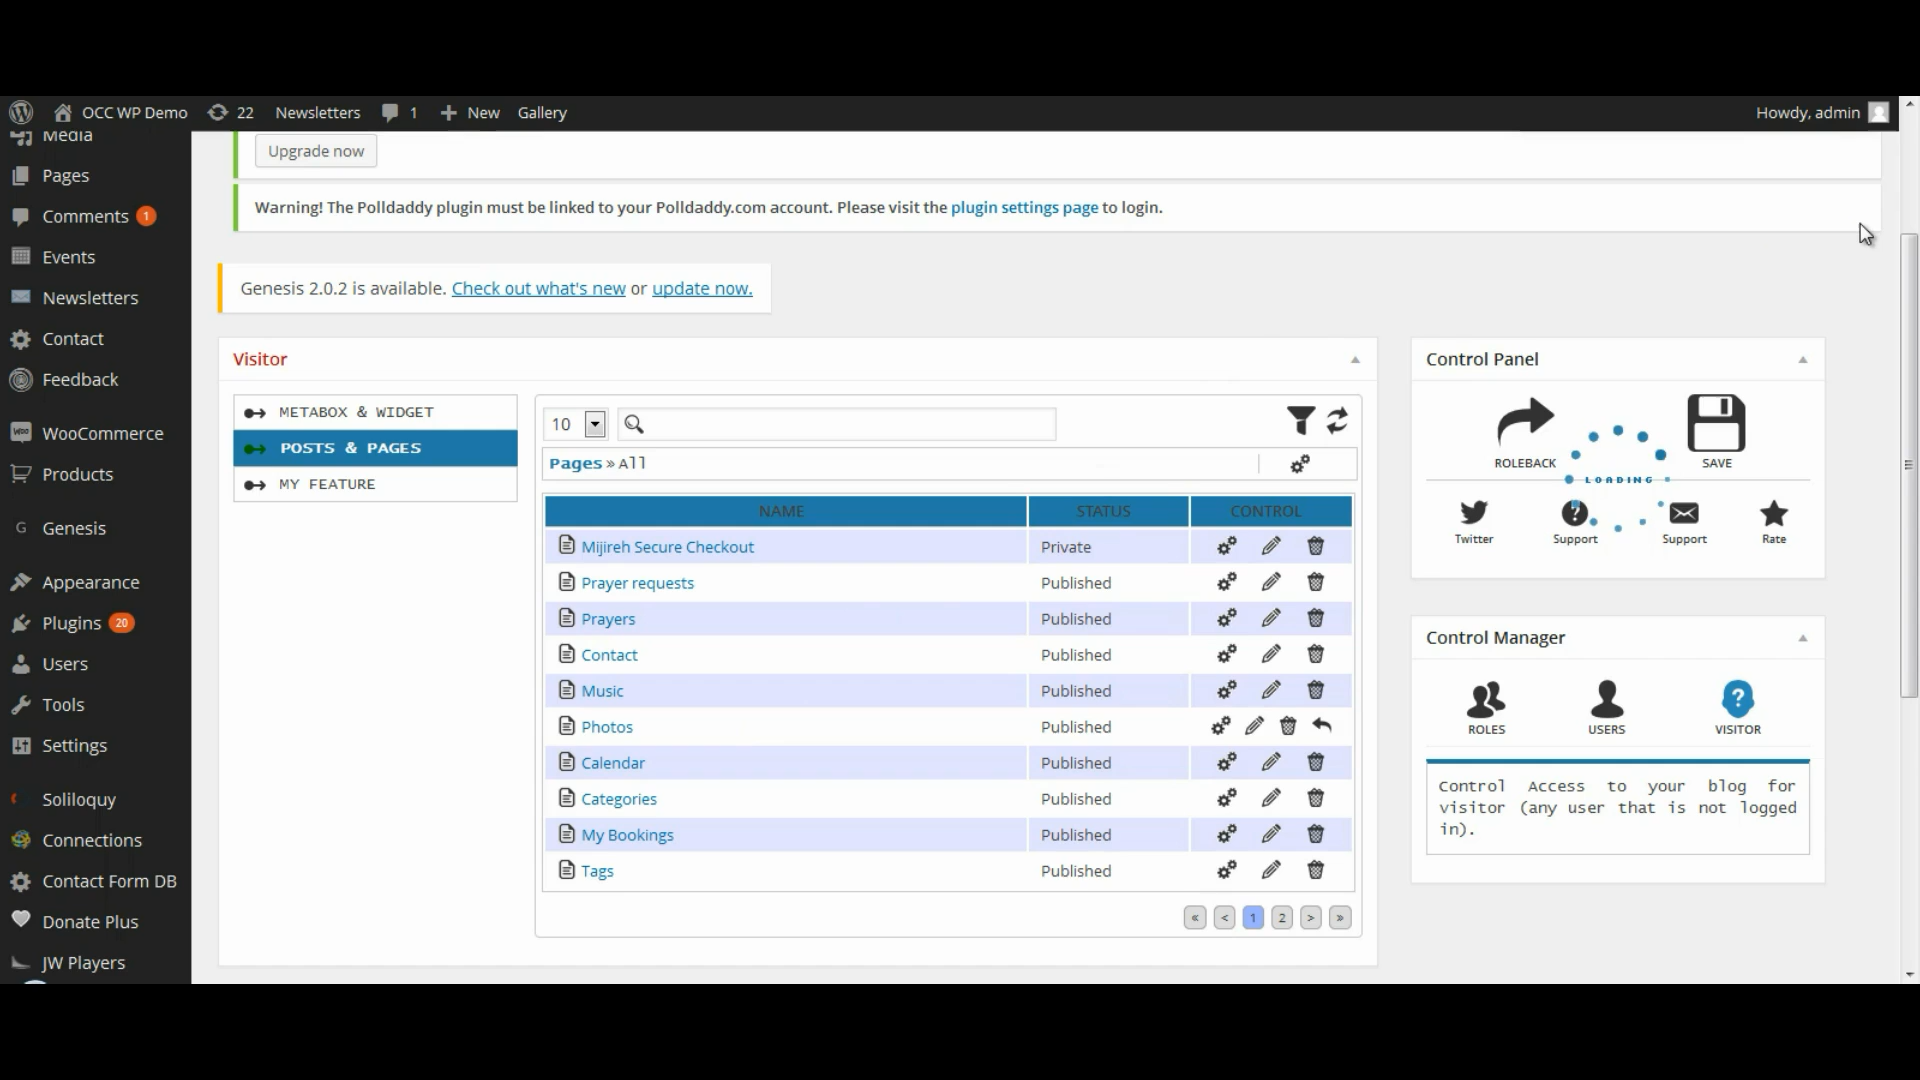 OCC WP Demo 22 Newsletters 1 New Gallery Howdy, admin
Media
Pages
Comments 1
Events
Newsletters
Contact
Feedback
WooCommerce
Products
G Genesis
Appearance
Plugins 20
Users
Tools
Settings
Soliloquy
Connections
Contact Form DB
Donate Plus
JW Players
Upgrade now
Warning! The Polldaddy plugin must be linked to your Polldaddy.com account. Please visit the plugin settings page to login.
Genesis 2.0.2 is available. Check out what's new or update now.
Visitor
METABOX & WIDGET
POSTS & PAGES
MY FEATURE
10
Pages » All
NAME STATUS CONTROL
Mijireh Secure Checkout Private
Prayer requests Published
Prayers Published
Contact Published
Music Published
Photos Published
Calendar Published
Categories Published
My Bookings Published
Tags Published
« < 1 2 > »
Control Panel
ROLEBACK SAVE
LOADING
Twitter Support Support Rate
Control Manager
ROLES USERS VISITOR
Control Access to your blog for
visitor (any user that is not logged
in).